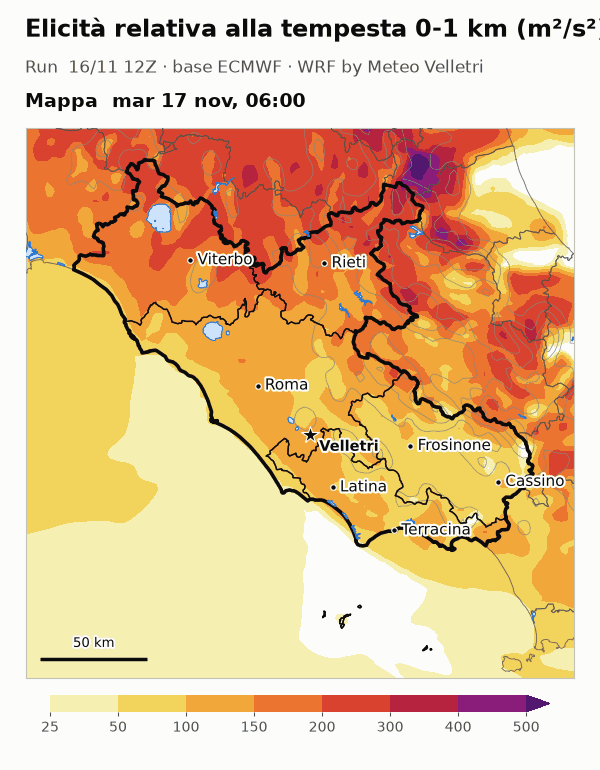 Elicità relativa alla tempesta 0-1 km (m²/s²)
Run  16/11 12Z · base ECMWF · WRF by Meteo Velletri
Mappa  mar 17 nov, 06:00
Viterbo
Rieti
Roma
Velletri
Frosinone
Cassino
Latina
Terracina
50 km
25 50 100 150 200 300 400 500